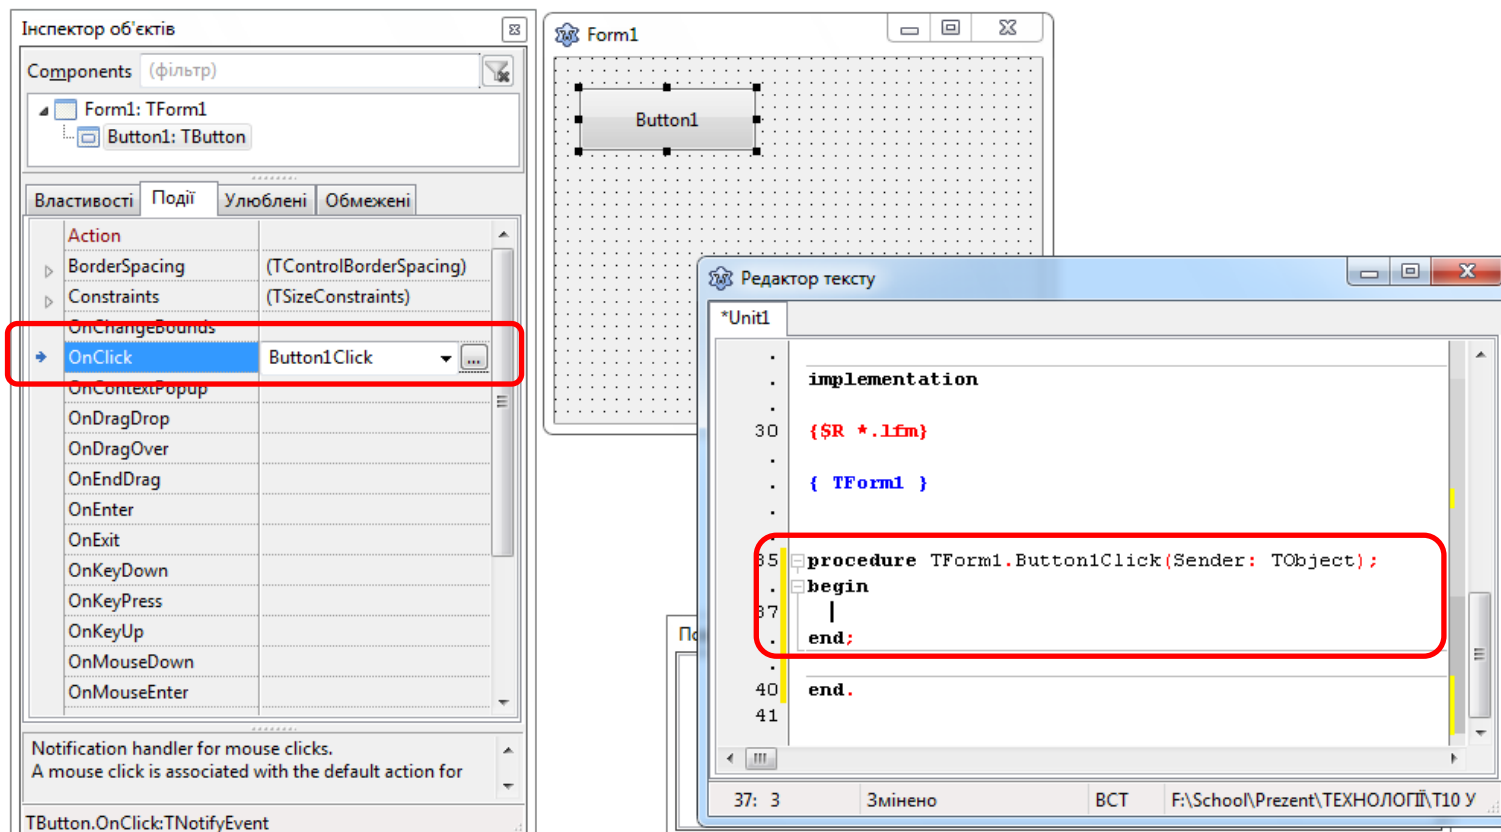 Інспектор об'єктів
Components (фільтр)
Form1: TForm1
Button1: TButton
Властивості Події Улюблені Обмежені
Action
BorderSpacing (TControlBorderSpacing)
Constraints (TSizeConstraints)
OnChangeBounds
OnClick Button1Click ...
OnContextPopup
OnDragDrop
OnDragOver
OnEndDrag
OnEnter
OnExit
OnKeyDown
OnKeyPress
OnKeyUp
OnMouseDown
OnMouseEnter
Notification handler for mouse clicks.
A mouse click is associated with the default action for
TButton.OnClick:TNotifyEvent
Form1
Button1
Редактор тексту
*Unit1
implementation
30 {$R *.lfm}
{ TForm1 }
35 procedure TForm1.Button1Click(Sender: TObject);
begin
37
end;
40 end.
41
37: 3 Змінено ВСТ F:\School\Prezent\ТЕХНОЛОГІЇ\Т10 У